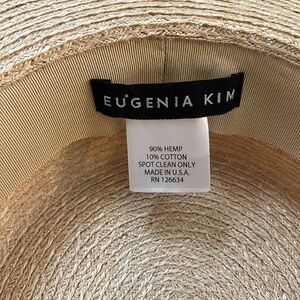 EUGENIA KIM
90% HEMP
10% COTTON
SPOT CLEAN ONLY
MADE IN U.S.A.
RN 126634